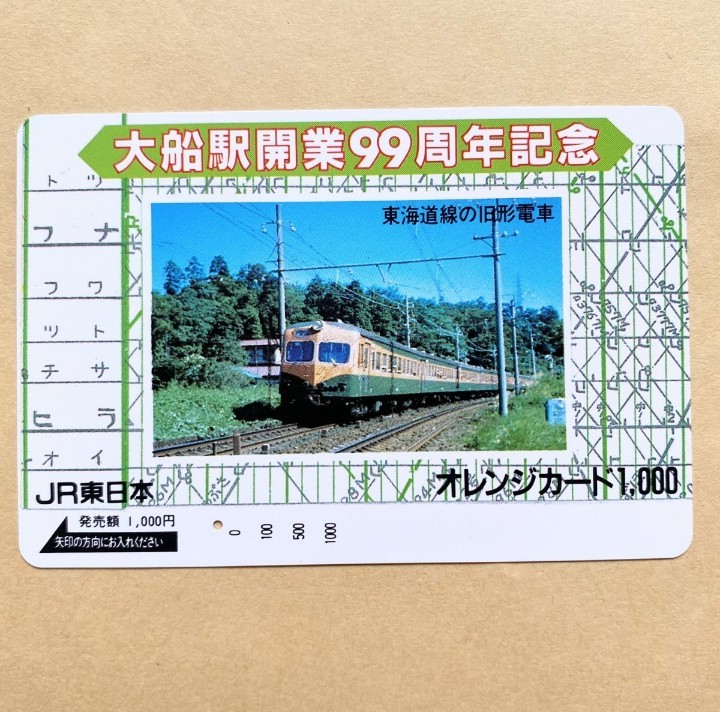 大船駅開業99周年記念
東海道線の旧形電車
ト ツ
フ ナ
フ ワ
ツ ト
チ サ
ヒ ラ
オ イ
JR東日本
オレンジカード1,000
発売額 1,000円
矢印の方向にお入れください
0 100 500 1000